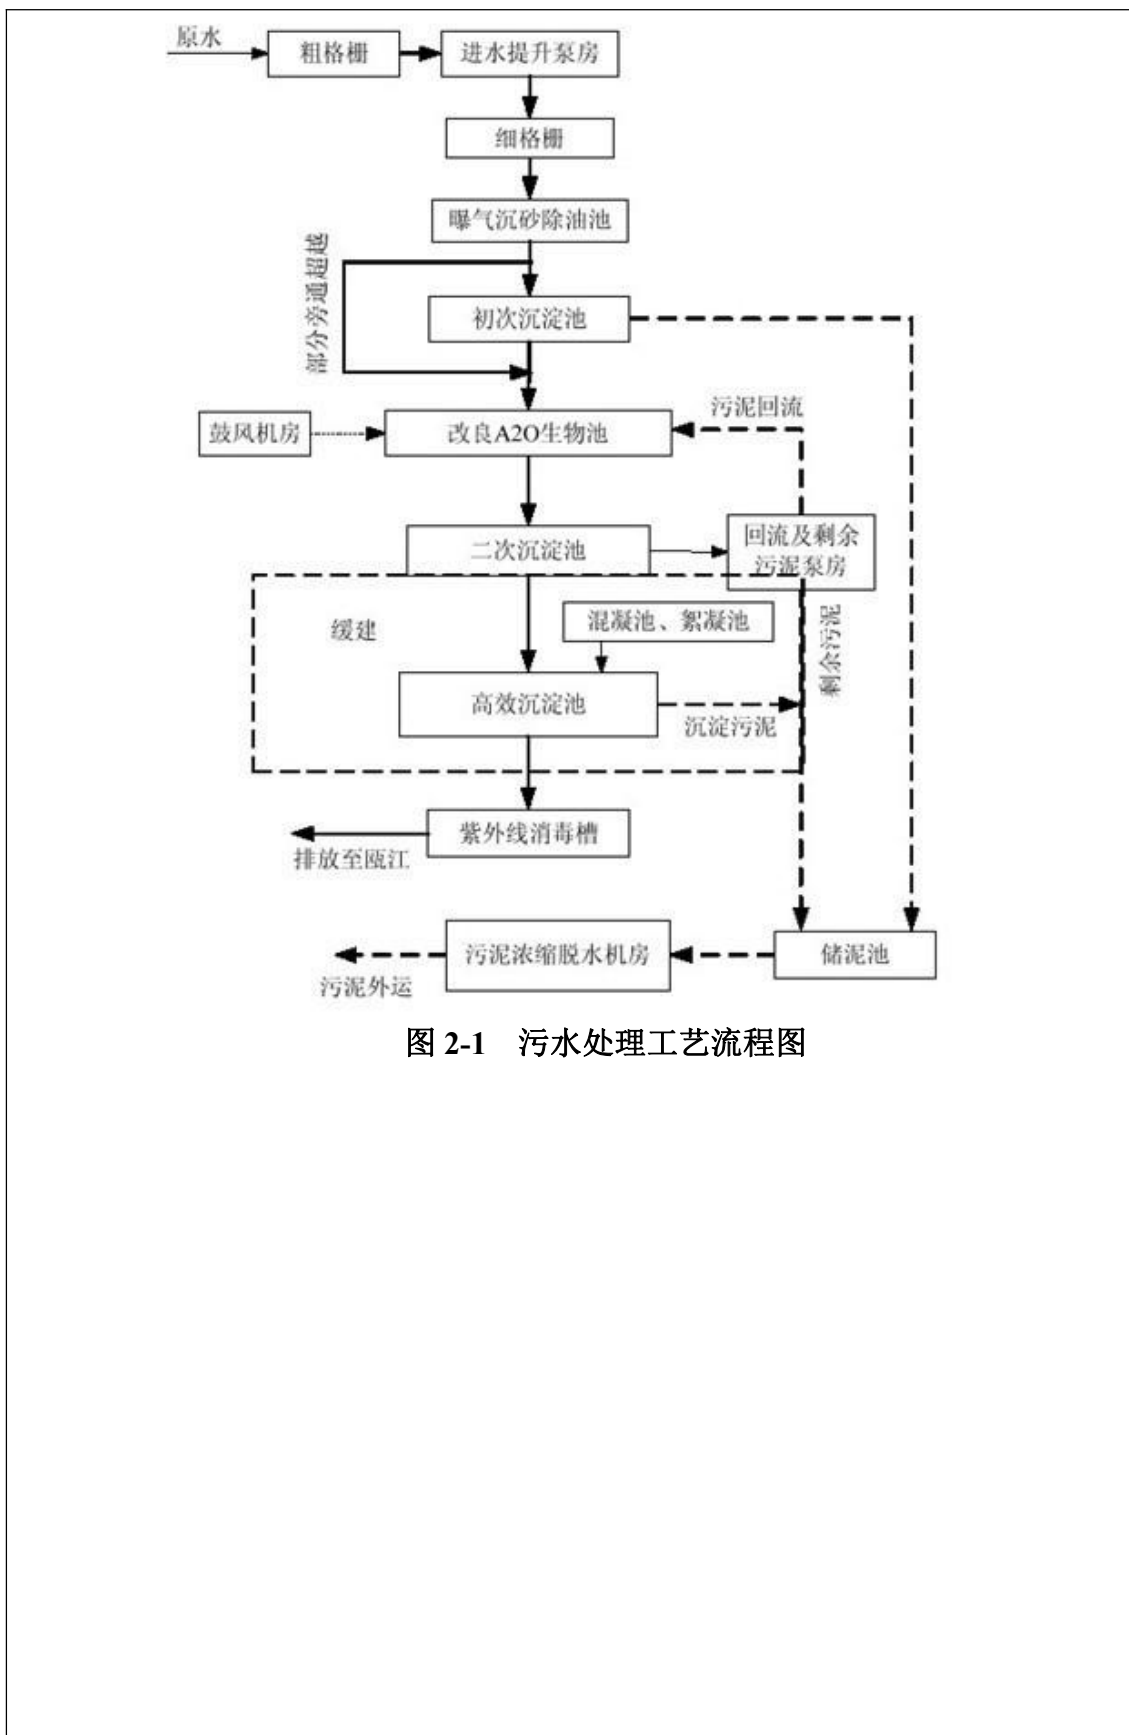 原水
粗格栅
进水提升泵房
细格栅
曝气沉砂除油池
部分旁通超越
初次沉淀池
污泥回流
鼓风机房
改良A2O生物池
二次沉淀池
回流及剩余
污泥泵房
缓建
混凝池、絮凝池
剩余污泥
高效沉淀池
沉淀污泥
紫外线消毒槽
排放至瓯江
污泥浓缩脱水机房
储泥池
污泥外运
图 2-1 污水处理工艺流程图